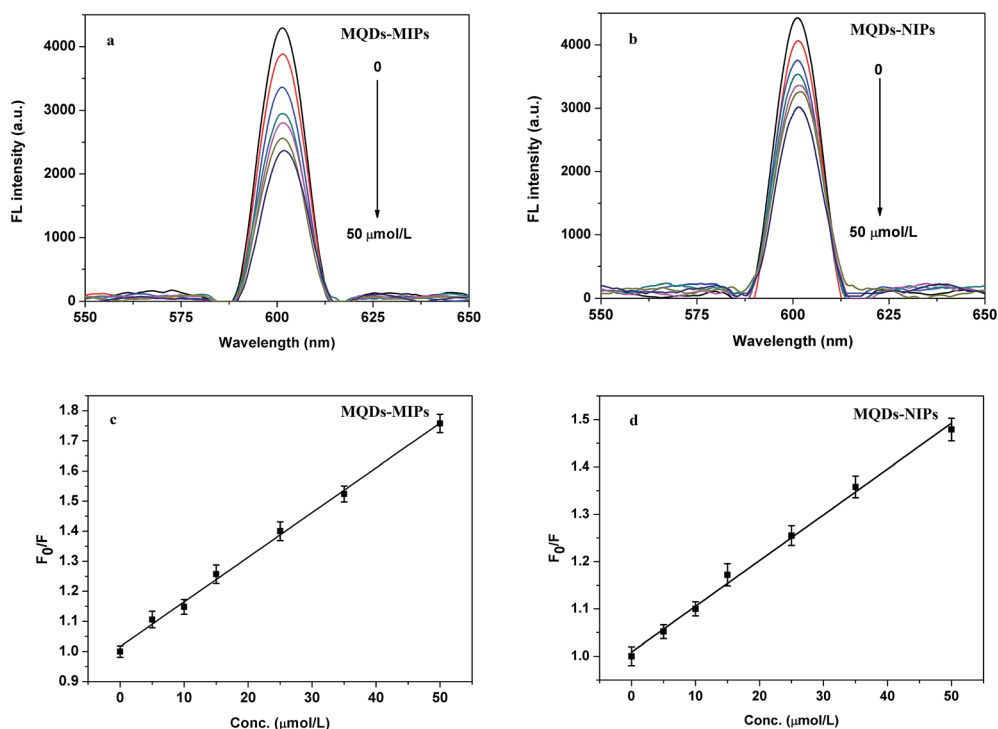 a
MQDs-MIPs
0
50 μmol/L
FL intensity (a.u.)
4000
3000
2000
1000
0
550 575 600 625 650
Wavelength (nm)
b
MQDs-NIPs
0
50 μmol/L
FL intensity (a.u.)
4000
3000
2000
1000
0
550 575 600 625 650
Wavelength (nm)
c
MQDs-MIPs
F0/F
1.8
1.7
1.6
1.5
1.4
1.3
1.2
1.1
1.0
0.9
0 10 20 30 40 50
Conc. (μmol/L)
d
MQDs-NIPs
F0/F
1.5
1.4
1.3
1.2
1.1
1.0
0 10 20 30 40 50
Conc. (μmol/L)